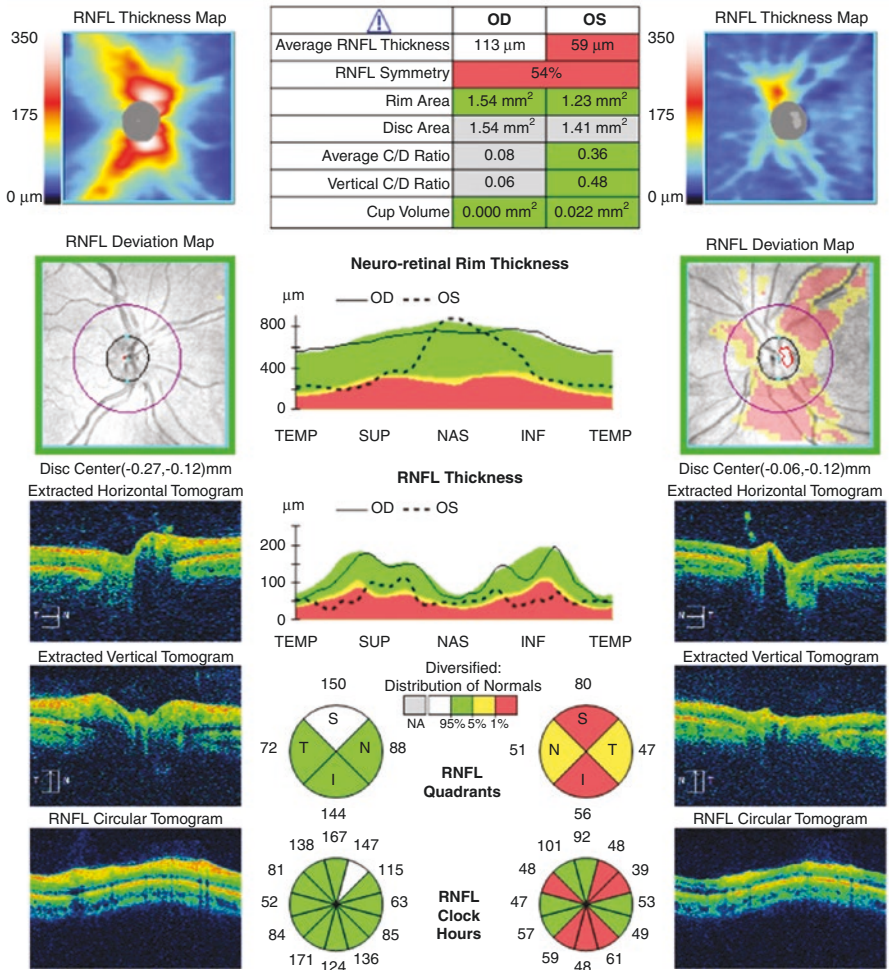 RNFL Thickness Map
350
175
0 μm
OD OS
Average RNFL Thickness 113 μm 59 μm
RNFL Symmetry 54%
Rim Area 1.54 mm² 1.23 mm²
Disc Area 1.54 mm² 1.41 mm²
Average C/D Ratio 0.08 0.36
Vertical C/D Ratio 0.06 0.48
Cup Volume 0.000 mm² 0.022 mm²
RNFL Thickness Map
350
175
0 μm
RNFL Deviation Map
Disc Center(-0.27,-0.12)mm
Neuro-retinal Rim Thickness
μm
OD OS
800
400
0
TEMP SUP NAS INF TEMP
RNFL Deviation Map
Disc Center(-0.06,-0.12)mm
Extracted Horizontal Tomogram
T N
RNFL Thickness
μm
OD OS
200
100
0
TEMP SUP NAS INF TEMP
Extracted Horizontal Tomogram
N T
Extracted Vertical Tomogram
Diversified:
Distribution of Normals
NA 95% 5% 1%
150
S
72 T N 88
I
144
RNFL
Quadrants
80
S
51 N T 47
I
56
Extracted Vertical Tomogram
RNFL Circular Tomogram
167
138 147
81 115
52 63
84 85
171 136
124
RNFL
Clock
Hours
92
101 48
48 39
47 53
57 49
59 61
48
RNFL Circular Tomogram